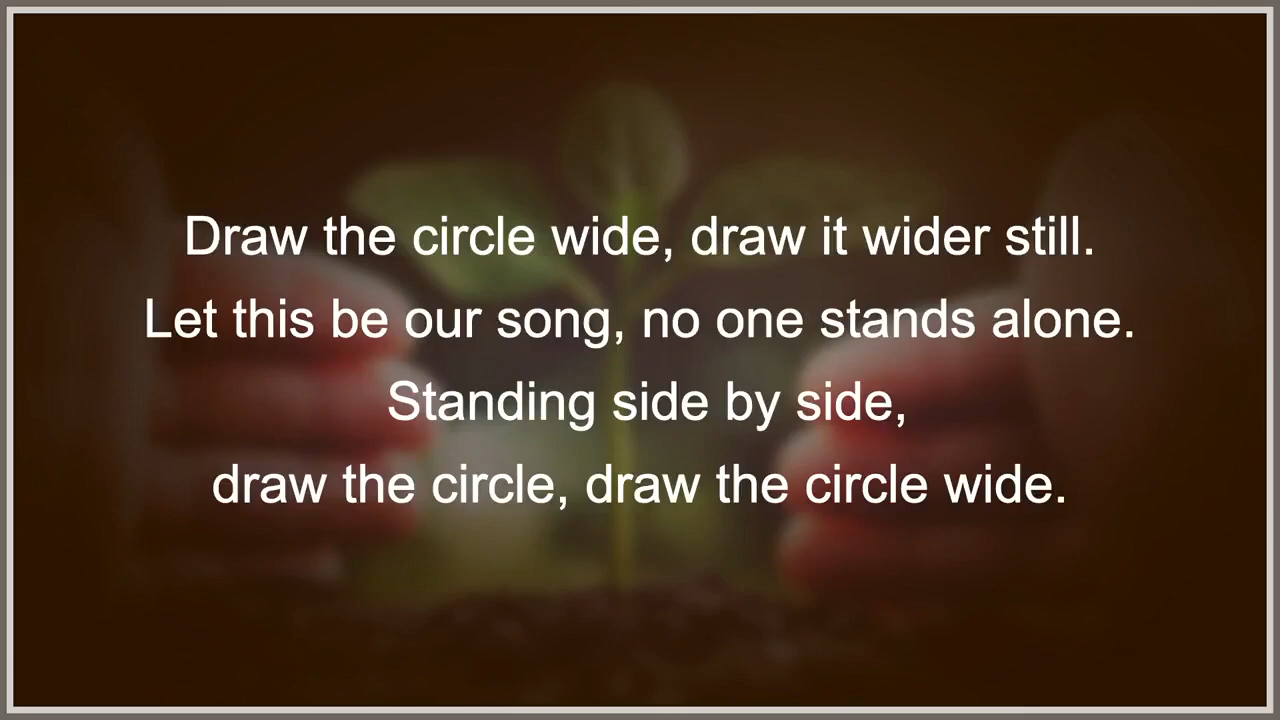 Draw the circle wide, draw it wider still.
Let this be our song, no one stands alone.
Standing side by side,
draw the circle, draw the circle wide.